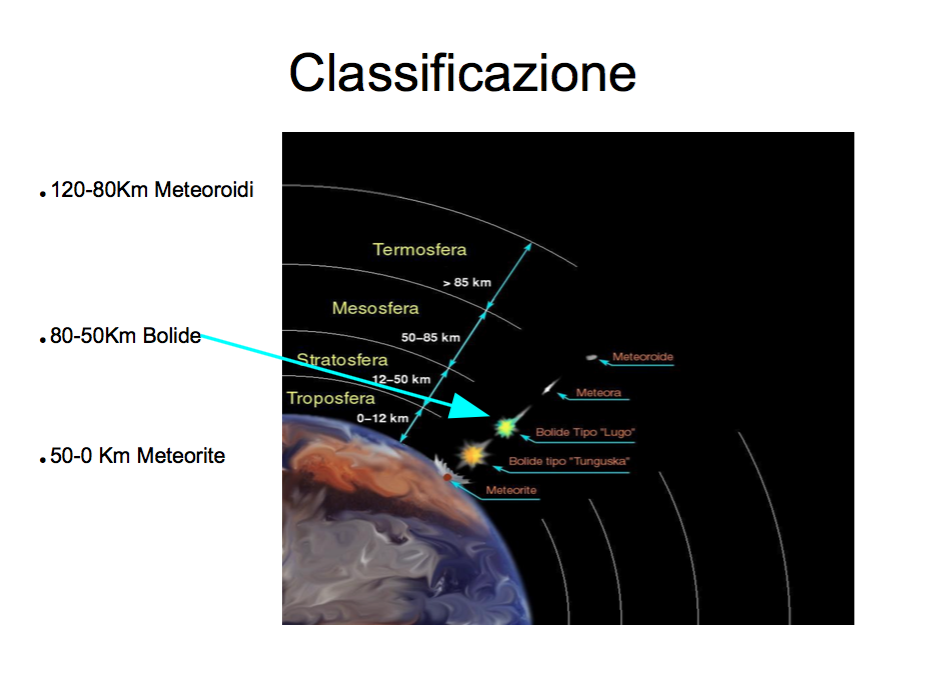 Classificazione
• 120-80Km Meteoroidi
• 80-50Km Bolide
• 50-0 Km Meteorite
Termosfera
> 85 km
Mesosfera
50–85 km
Stratosfera
12–50 km
Troposfera
0–12 km
Meteoroide
Meteora
Bolide Tipo "Lugo"
Bolide tipo "Tunguska"
Meteorite